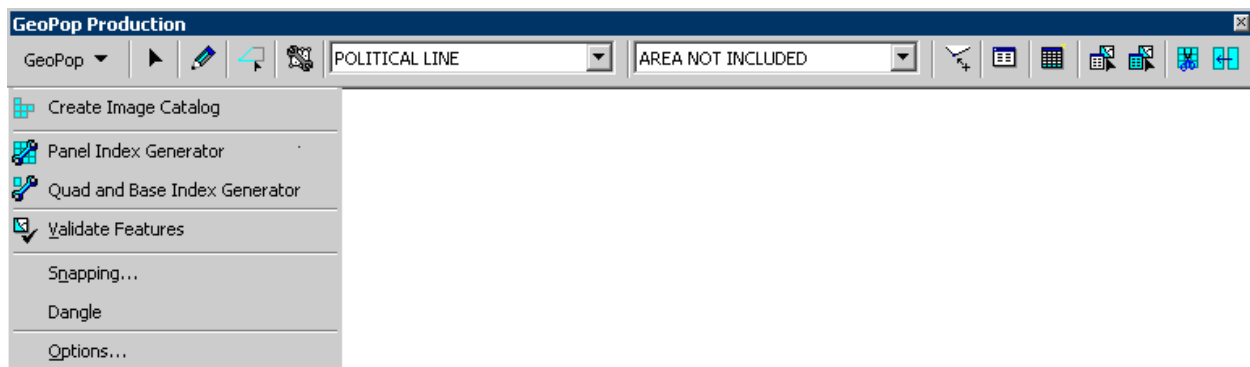 GeoPop Production
GeoPop POLITICAL LINE AREA NOT INCLUDED
Create Image Catalog
Panel Index Generator
Quad and Base Index Generator
Validate Features
Snapping...
Dangle
Options...